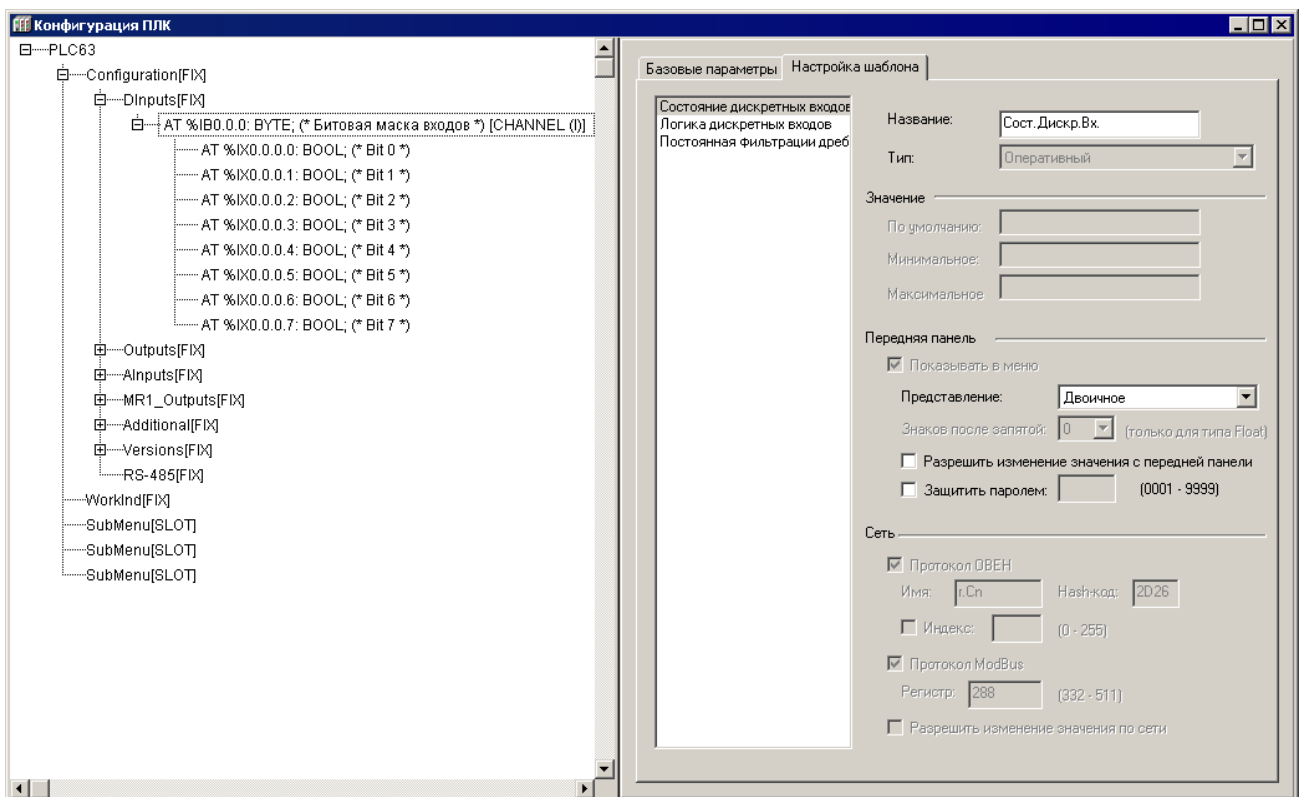 Конфигурация ПЛК
PLC63
Configuration[FIX]
DInputs[FIX]
AT %IB0.0.0: BYTE; (* Битовая маска входов *) [CHANNEL (I)]
AT %IX0.0.0.0: BOOL; (* Bit 0 *)
AT %IX0.0.0.1: BOOL; (* Bit 1 *)
AT %IX0.0.0.2: BOOL; (* Bit 2 *)
AT %IX0.0.0.3: BOOL; (* Bit 3 *)
AT %IX0.0.0.4: BOOL; (* Bit 4 *)
AT %IX0.0.0.5: BOOL; (* Bit 5 *)
AT %IX0.0.0.6: BOOL; (* Bit 6 *)
AT %IX0.0.0.7: BOOL; (* Bit 7 *)
Outputs[FIX]
AInputs[FIX]
MR1_Outputs[FIX]
Additional[FIX]
Versions[FIX]
RS-485[FIX]
WorkInd[FIX]
SubMenu[SLOT]
SubMenu[SLOT]
SubMenu[SLOT]
Базовые параметры Настройка шаблона
Состояние дискретных входов
Логика дискретных входов
Постоянная фильтрации дреб
Название: Сост.Дискр.Вх.
Тип: Оперативный
Значение
По умолчанию:
Минимальное:
Максимальное
Передняя панель
Показывать в меню
Представление: Двоичное
Знаков после запятой: 0 (только для типа Float)
Разрешить изменение значения с передней панели
Защитить паролем: (0001 - 9999)
Сеть
Протокол ОВЕН
Имя: r.Cn Hash-код: 2D26
Индекс: (0 - 255)
Протокол ModBus
Регистр: 288 (332 - 511)
Разрешить изменение значения по сети